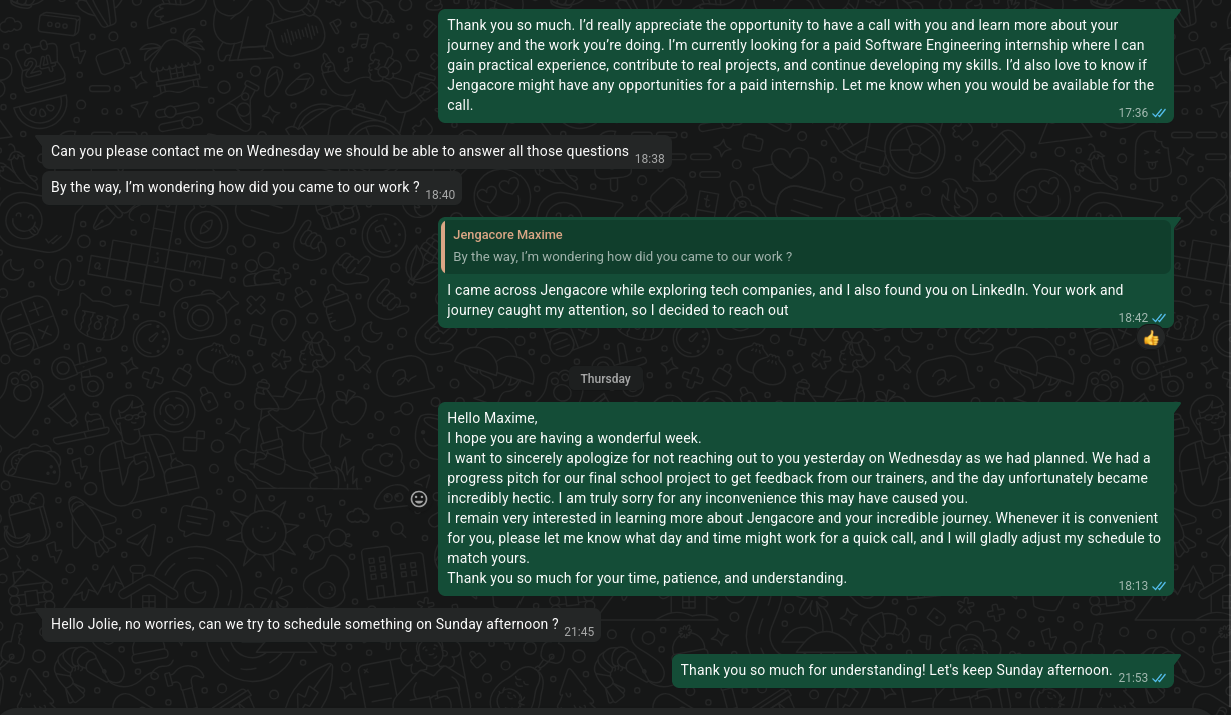 Thank you so much. I’d really appreciate the opportunity to have a call with you and learn more about your
journey and the work you’re doing. I’m currently looking for a paid Software Engineering internship where I can
gain practical experience, contribute to real projects, and continue developing my skills. I’d also love to know if
Jengacore might have any opportunities for a paid internship. Let me know when you would be available for the
call.
17:36
Can you please contact me on Wednesday we should be able to answer all those questions 18:38
By the way, I’m wondering how did you came to our work ? 18:40
Jengacore Maxime
By the way, I’m wondering how did you came to our work ?
I came across Jengacore while exploring tech companies, and I also found you on LinkedIn. Your work and
journey caught my attention, so I decided to reach out
18:42
👍
Thursday
Hello Maxime,
I hope you are having a wonderful week.
I want to sincerely apologize for not reaching out to you yesterday on Wednesday as we had planned. We had a
progress pitch for our final school project to get feedback from our trainers, and the day unfortunately became
incredibly hectic. I am truly sorry for any inconvenience this may have caused you.
I remain very interested in learning more about Jengacore and your incredible journey. Whenever it is convenient
for you, please let me know what day and time might work for a quick call, and I will gladly adjust my schedule to
match yours.
Thank you so much for your time, patience, and understanding.
18:13
Hello Jolie, no worries, can we try to schedule something on Sunday afternoon ? 21:45
Thank you so much for understanding! Let's keep Sunday afternoon. 21:53